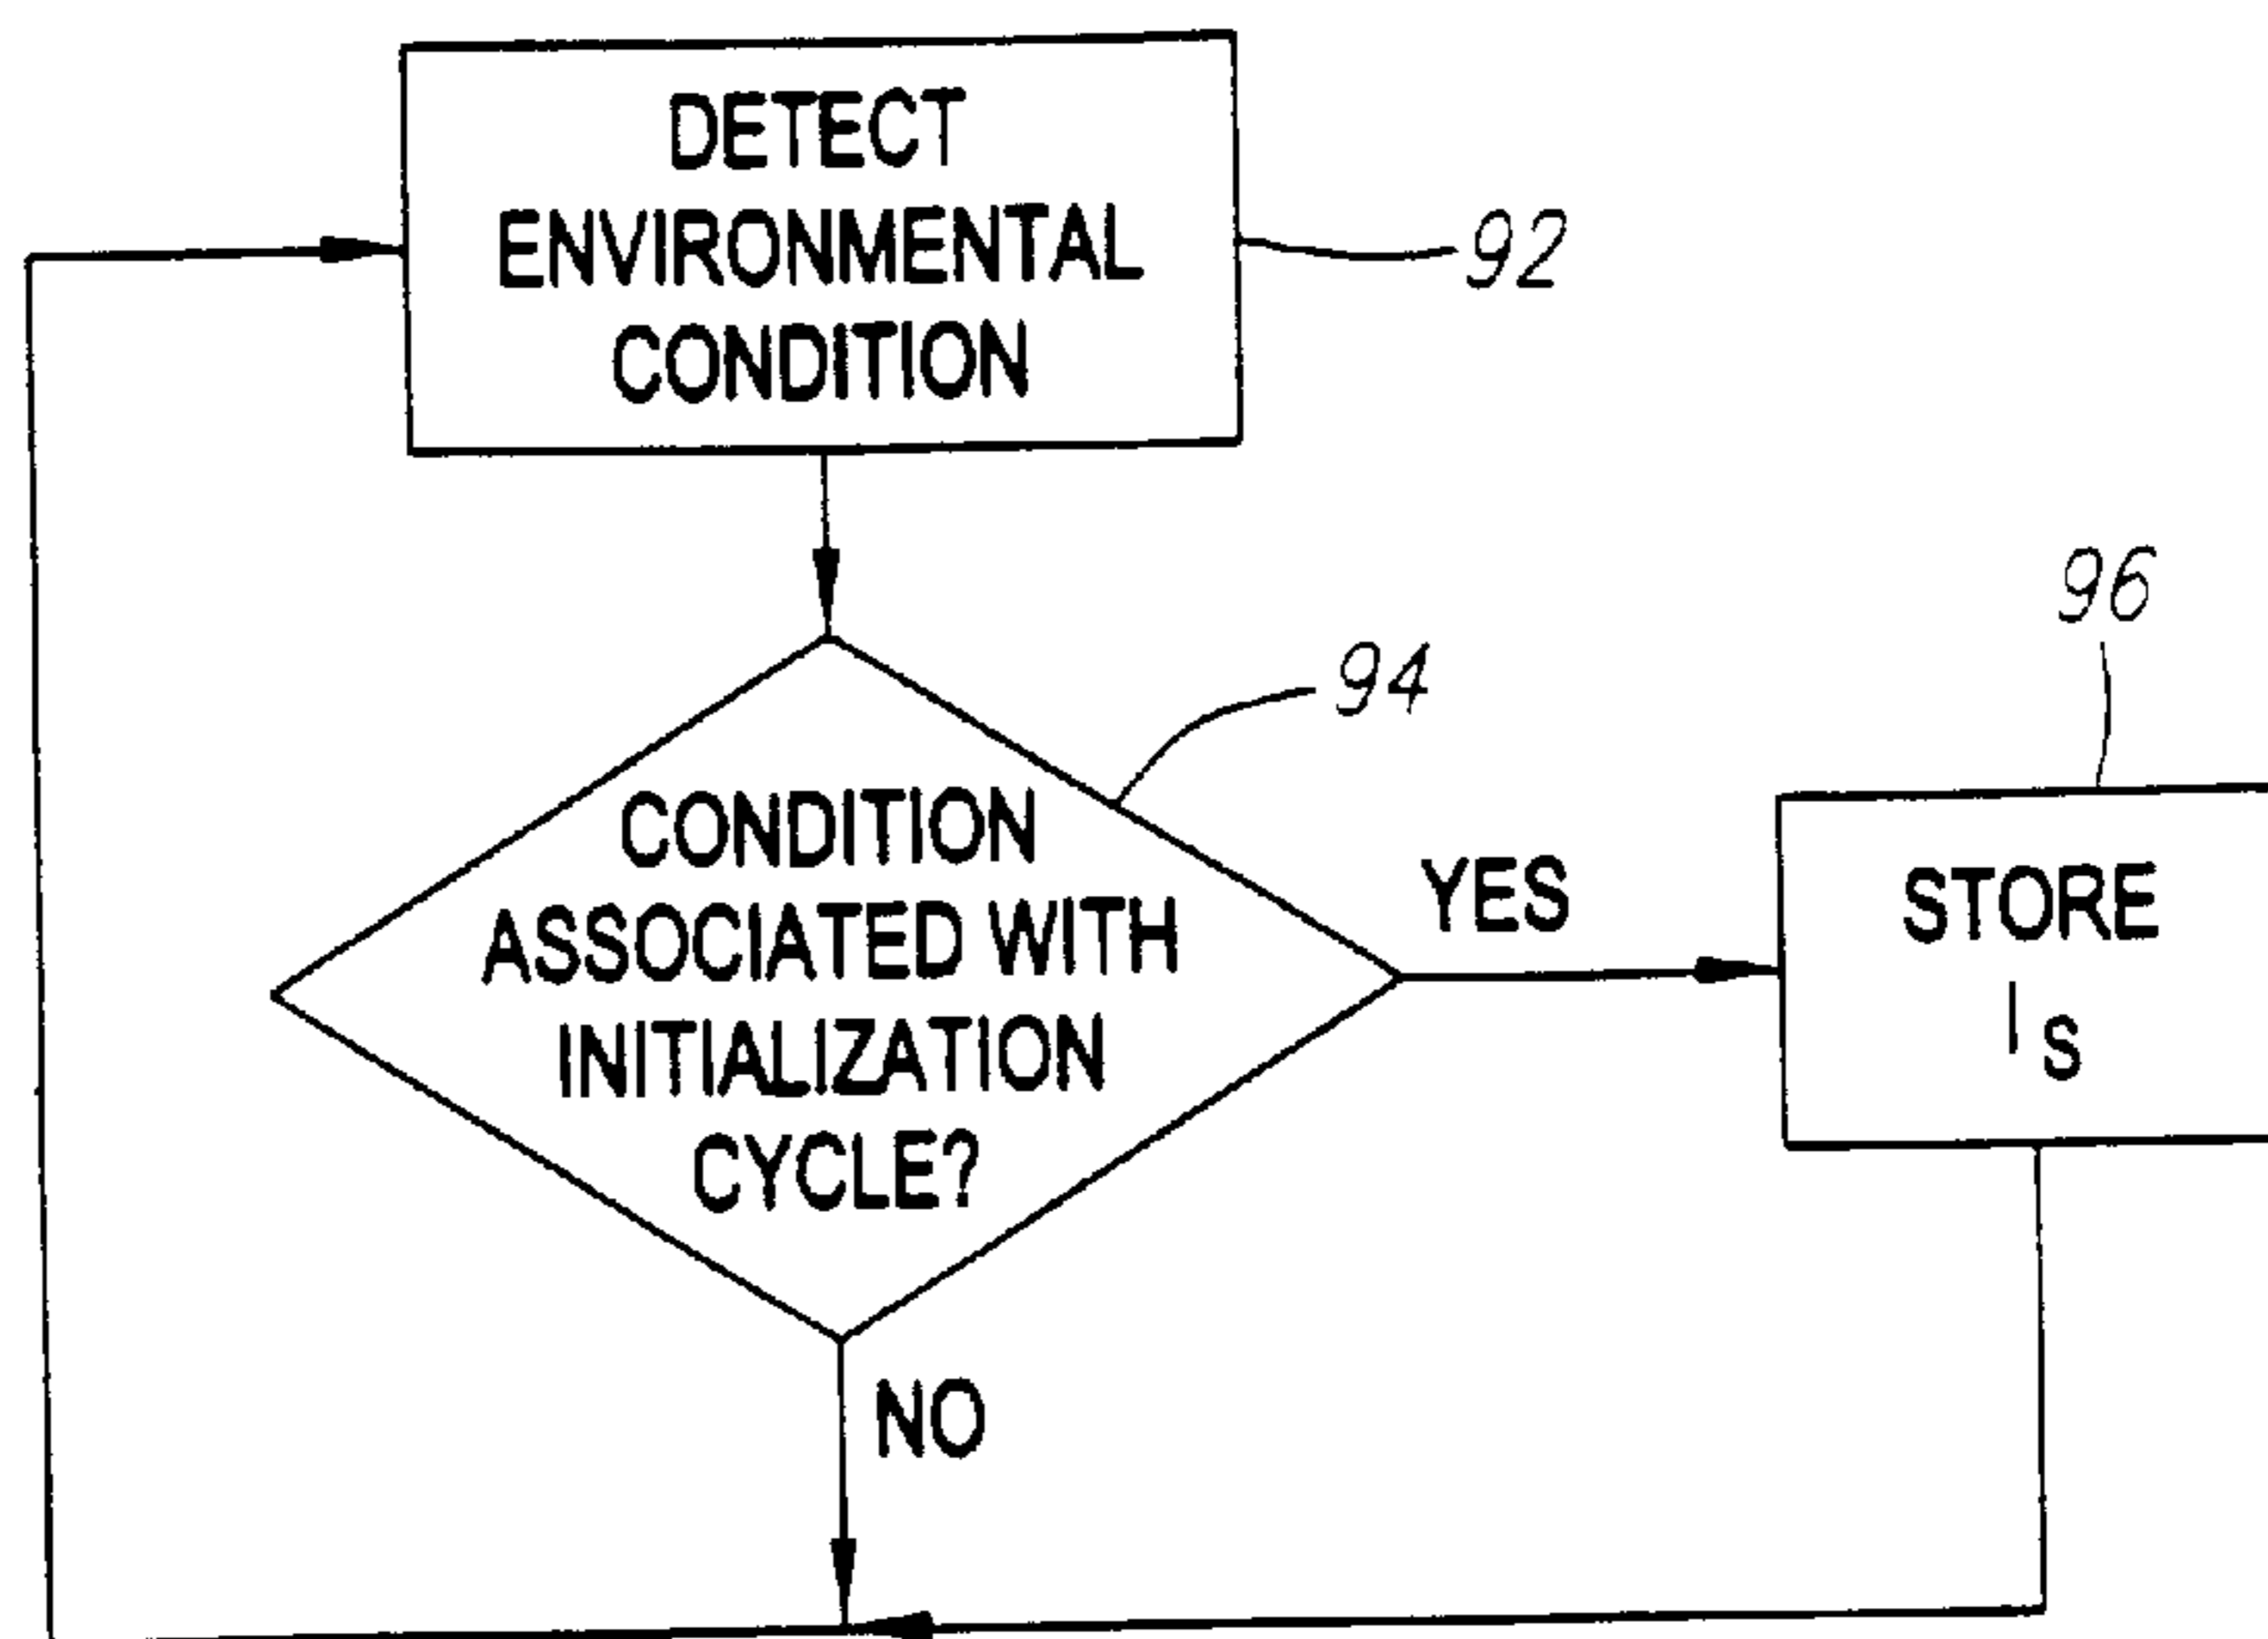 DETECT
ENVIRONMENTAL
CONDITION
92
96
94
CONDITION
ASSOCIATED WITH
INITIALIZATION
CYCLE?
YES
STORE
I S
NO